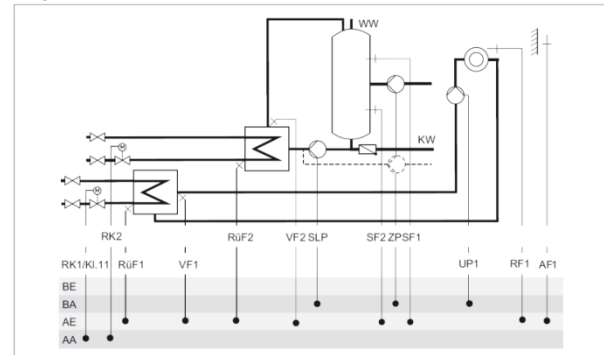 WW
KW
M
M
RK2 RüF2 VF2 SLP SF2 ZP SF1 UP1 RF1 AF1
RK1/Kl.11 RüF1 VF1
BE
BA
AE
AA